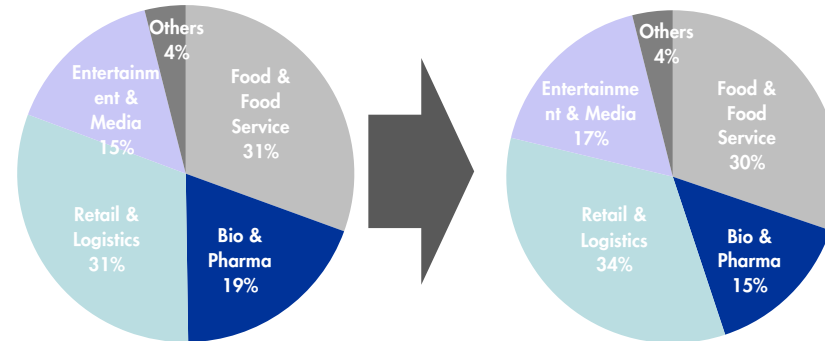 Others
4%
Entertainm
ent &
Media
15%
Food &
Food
Service
31%
Retail &
Logistics
31%
Bio &
Pharma
19%
Others
4%
Entertainme
nt & Media
17%
Food &
Food
Service
30%
Retail &
Logistics
34%
Bio &
Pharma
15%